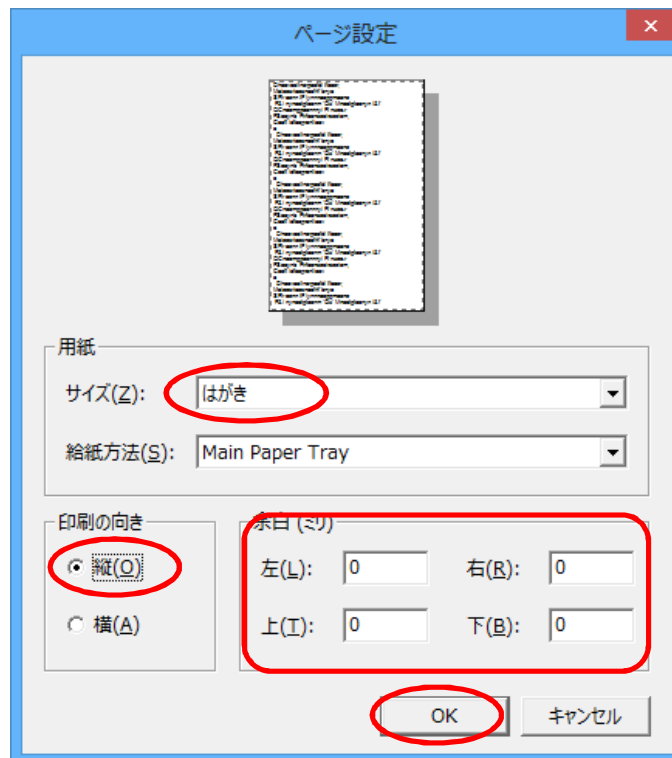 ページ設定
用紙
サイズ(Z):
はがき
給紙方法(S):
Main Paper Tray
印刷の向き
縦(O)
横(A)
余白 (ミリ)
左(L):
0
右(R):
0
上(T):
0
下(B):
0
OK
キャンセル